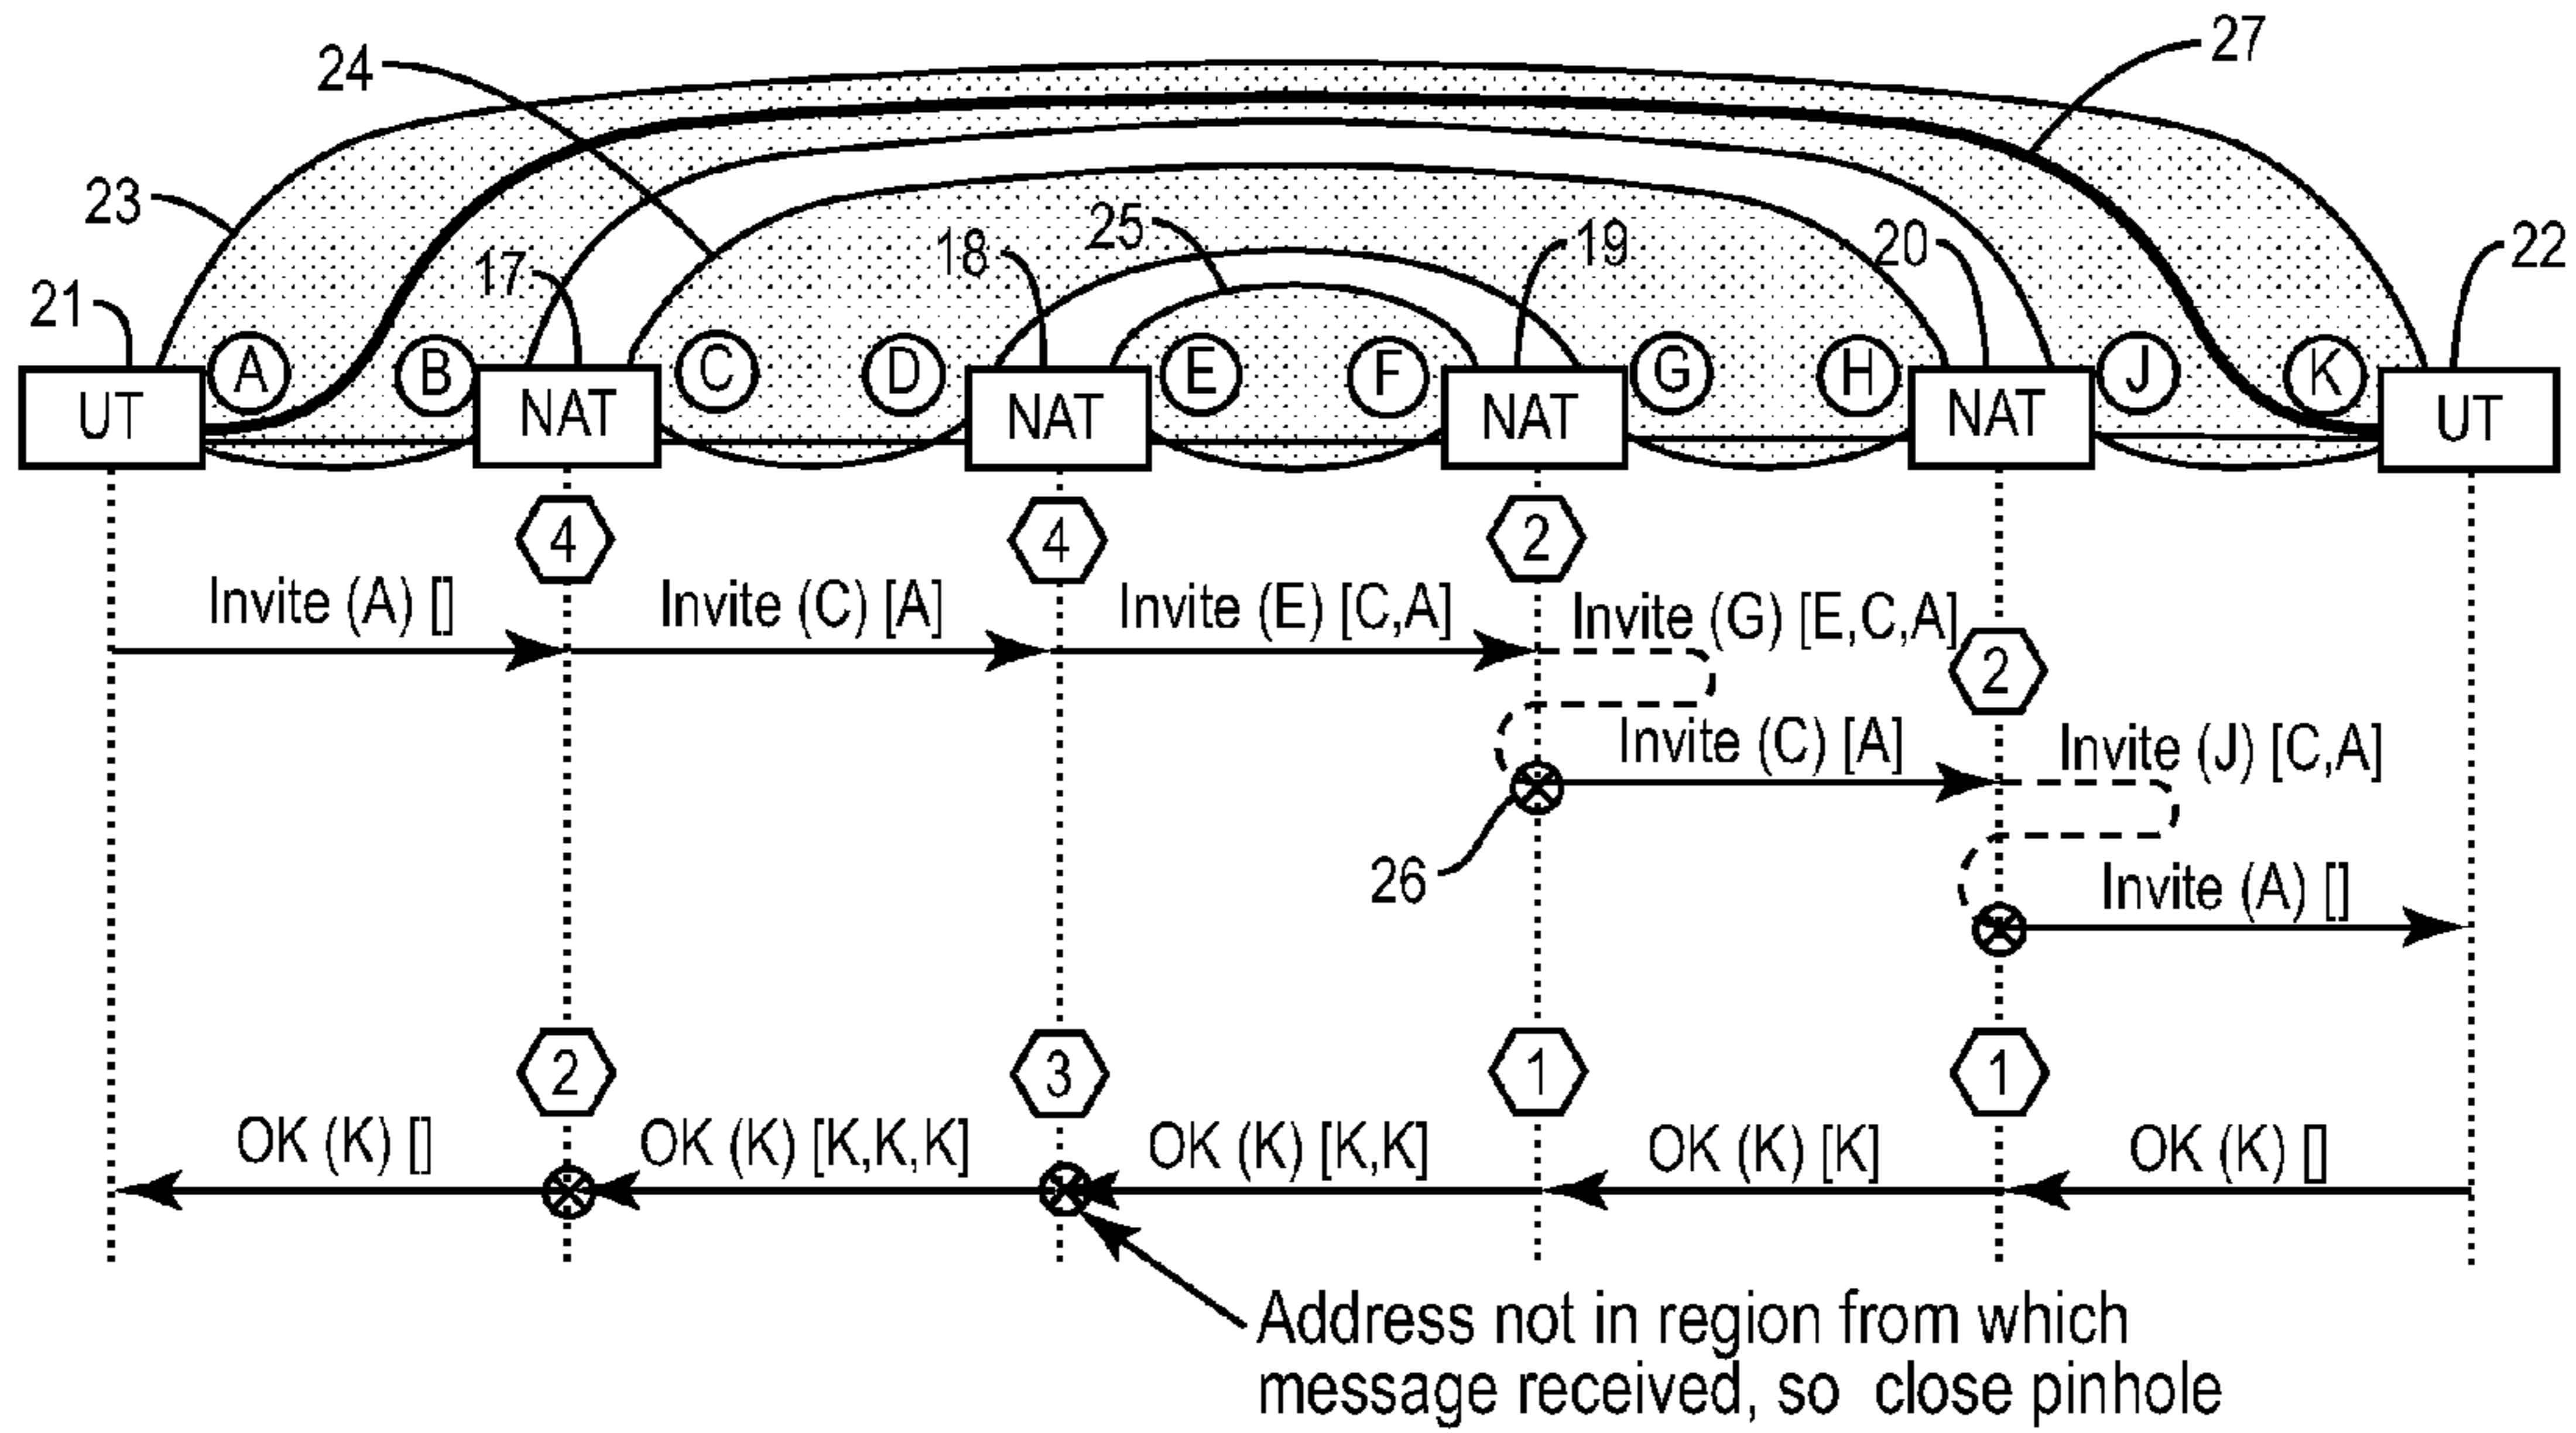 27
24
23
25
17
18
19
20
22
21
A
B
C
D
E
F
G
H
J
K
UT
NAT
NAT
NAT
NAT
UT
4
4
2
Invite (A) []
Invite (C) [A]
Invite (E) [C,A]
Invite (G) [E,C,A]
2
Invite (C) [A]
Invite (J) [C,A]
26
Invite (A) []
2
3
1
1
OK (K) []
OK (K) [K,K,K]
OK (K) [K,K]
OK (K) [K]
OK (K) []
Address not in region from which
message received, so close pinhole